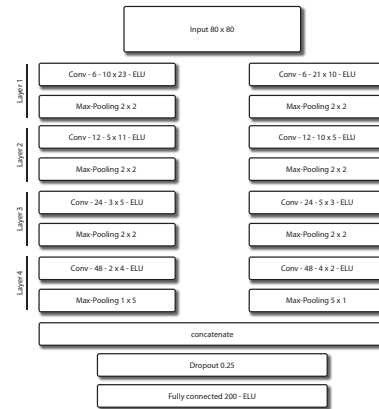 Input 80 x 80
Layer 1
Conv - 6 - 10 x 23 - ELU
Conv - 6 - 21 x 10 - ELU
Max-Pooling 2 x 2
Max-Pooling 2 x 2
Layer 2
Conv - 12 - 5 x 11 - ELU
Conv - 12 - 10 x 5 - ELU
Max-Pooling 2 x 2
Max-Pooling 2 x 2
Layer 3
Conv - 24 - 3 x 5 - ELU
Conv - 24 - 5 x 3 - ELU
Max-Pooling 2 x 2
Max-Pooling 2 x 2
Layer 4
Conv - 48 - 2 x 4 - ELU
Conv - 48 - 4 x 2 - ELU
Max-Pooling 1 x 5
Max-Pooling 5 x 1
concatenate
Dropout 0.25
Fully connected 200 - ELU